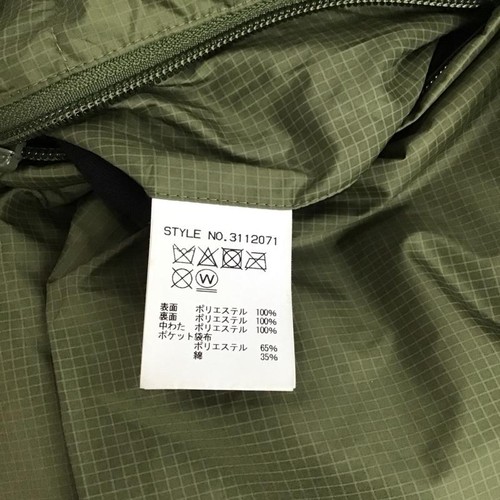 STYLE NO.3112071
W
表面 ポリエステル 100%
裏面 ポリエステル 100%
中わた ポリエステル 100%
ポケット袋布
ポリエステル 65%
綿 35%